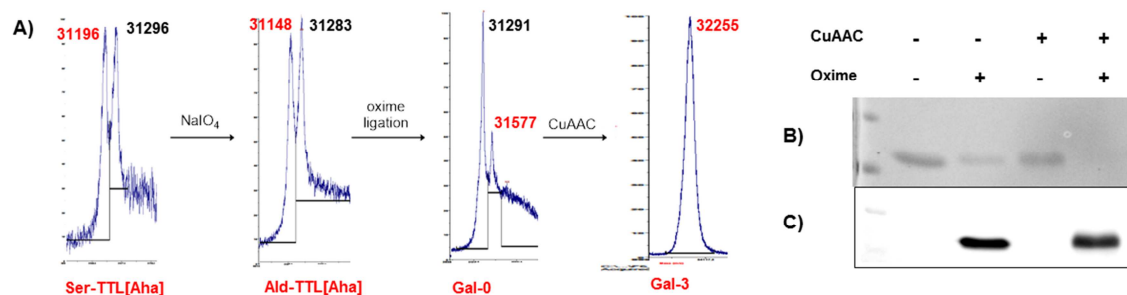 A)
31196
31296
31148
31283
31291
31577
32255
NaIO4
oxime
ligation
CuAAC
Ser-TTL[Aha]
Ald-TTL[Aha]
Gal-0
Gal-3
CuAAC - - + +
Oxime - + - +
B)
C)